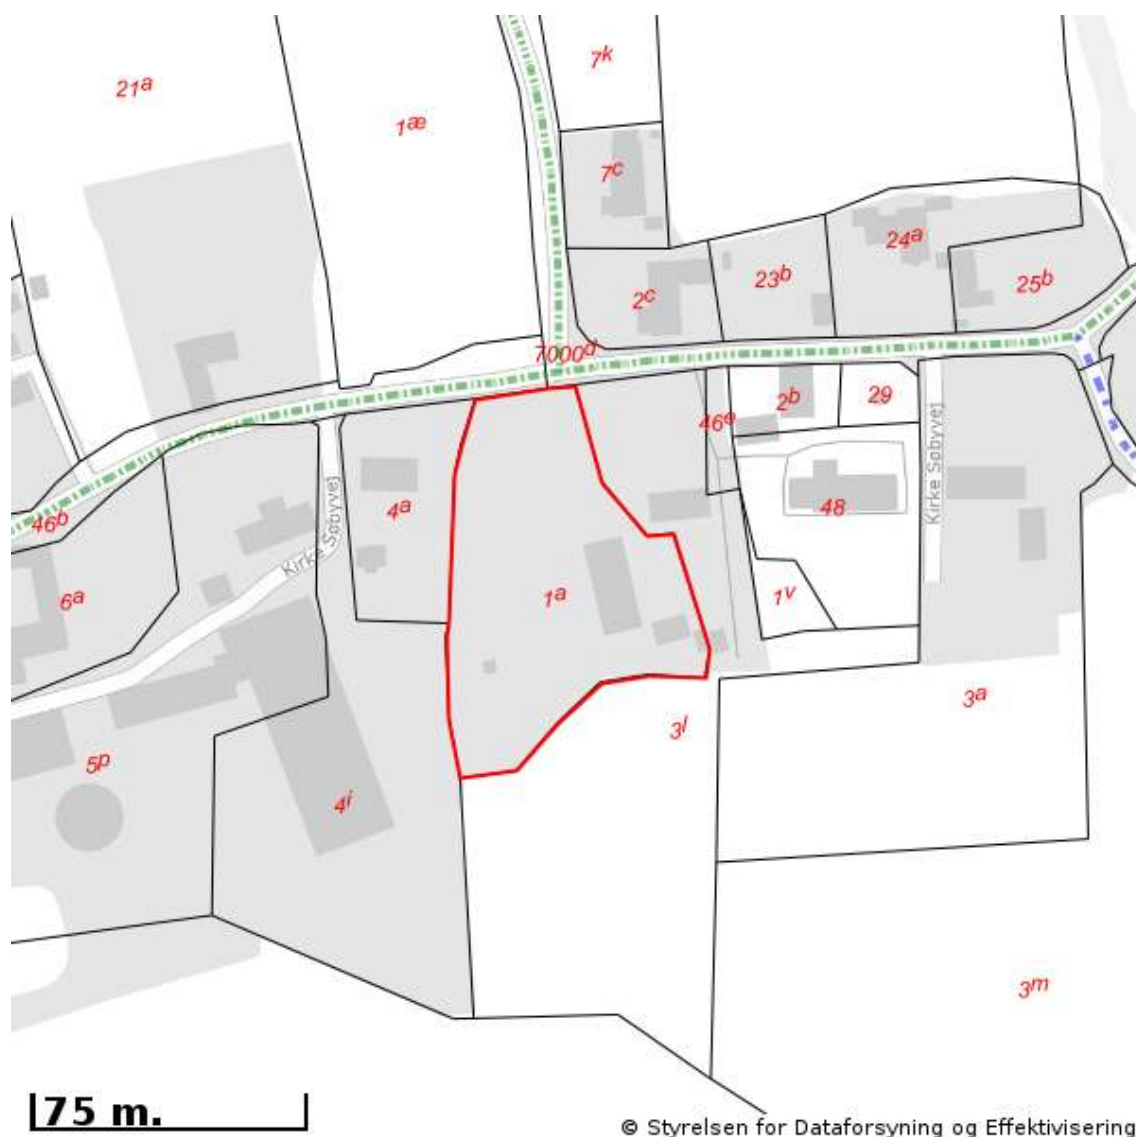 7ᵏ
21ᵃ
1ᵆ
7ᶜ
24ᵃ
23ᵇ
25ᵇ
2ᶜ
7000ᵈ
2ᵇ
29
46ᵉ
4ᵃ
48
Kirke Søbyvej
46ᵇ
Kirke Søbyvej
6ᵃ
1ᵃ
1ᵛ
3ᵃ
3ˡ
5ᵖ
4ⁱ
3ᵐ
75 m.
© Styrelsen for Dataforsyning og Effektivisering